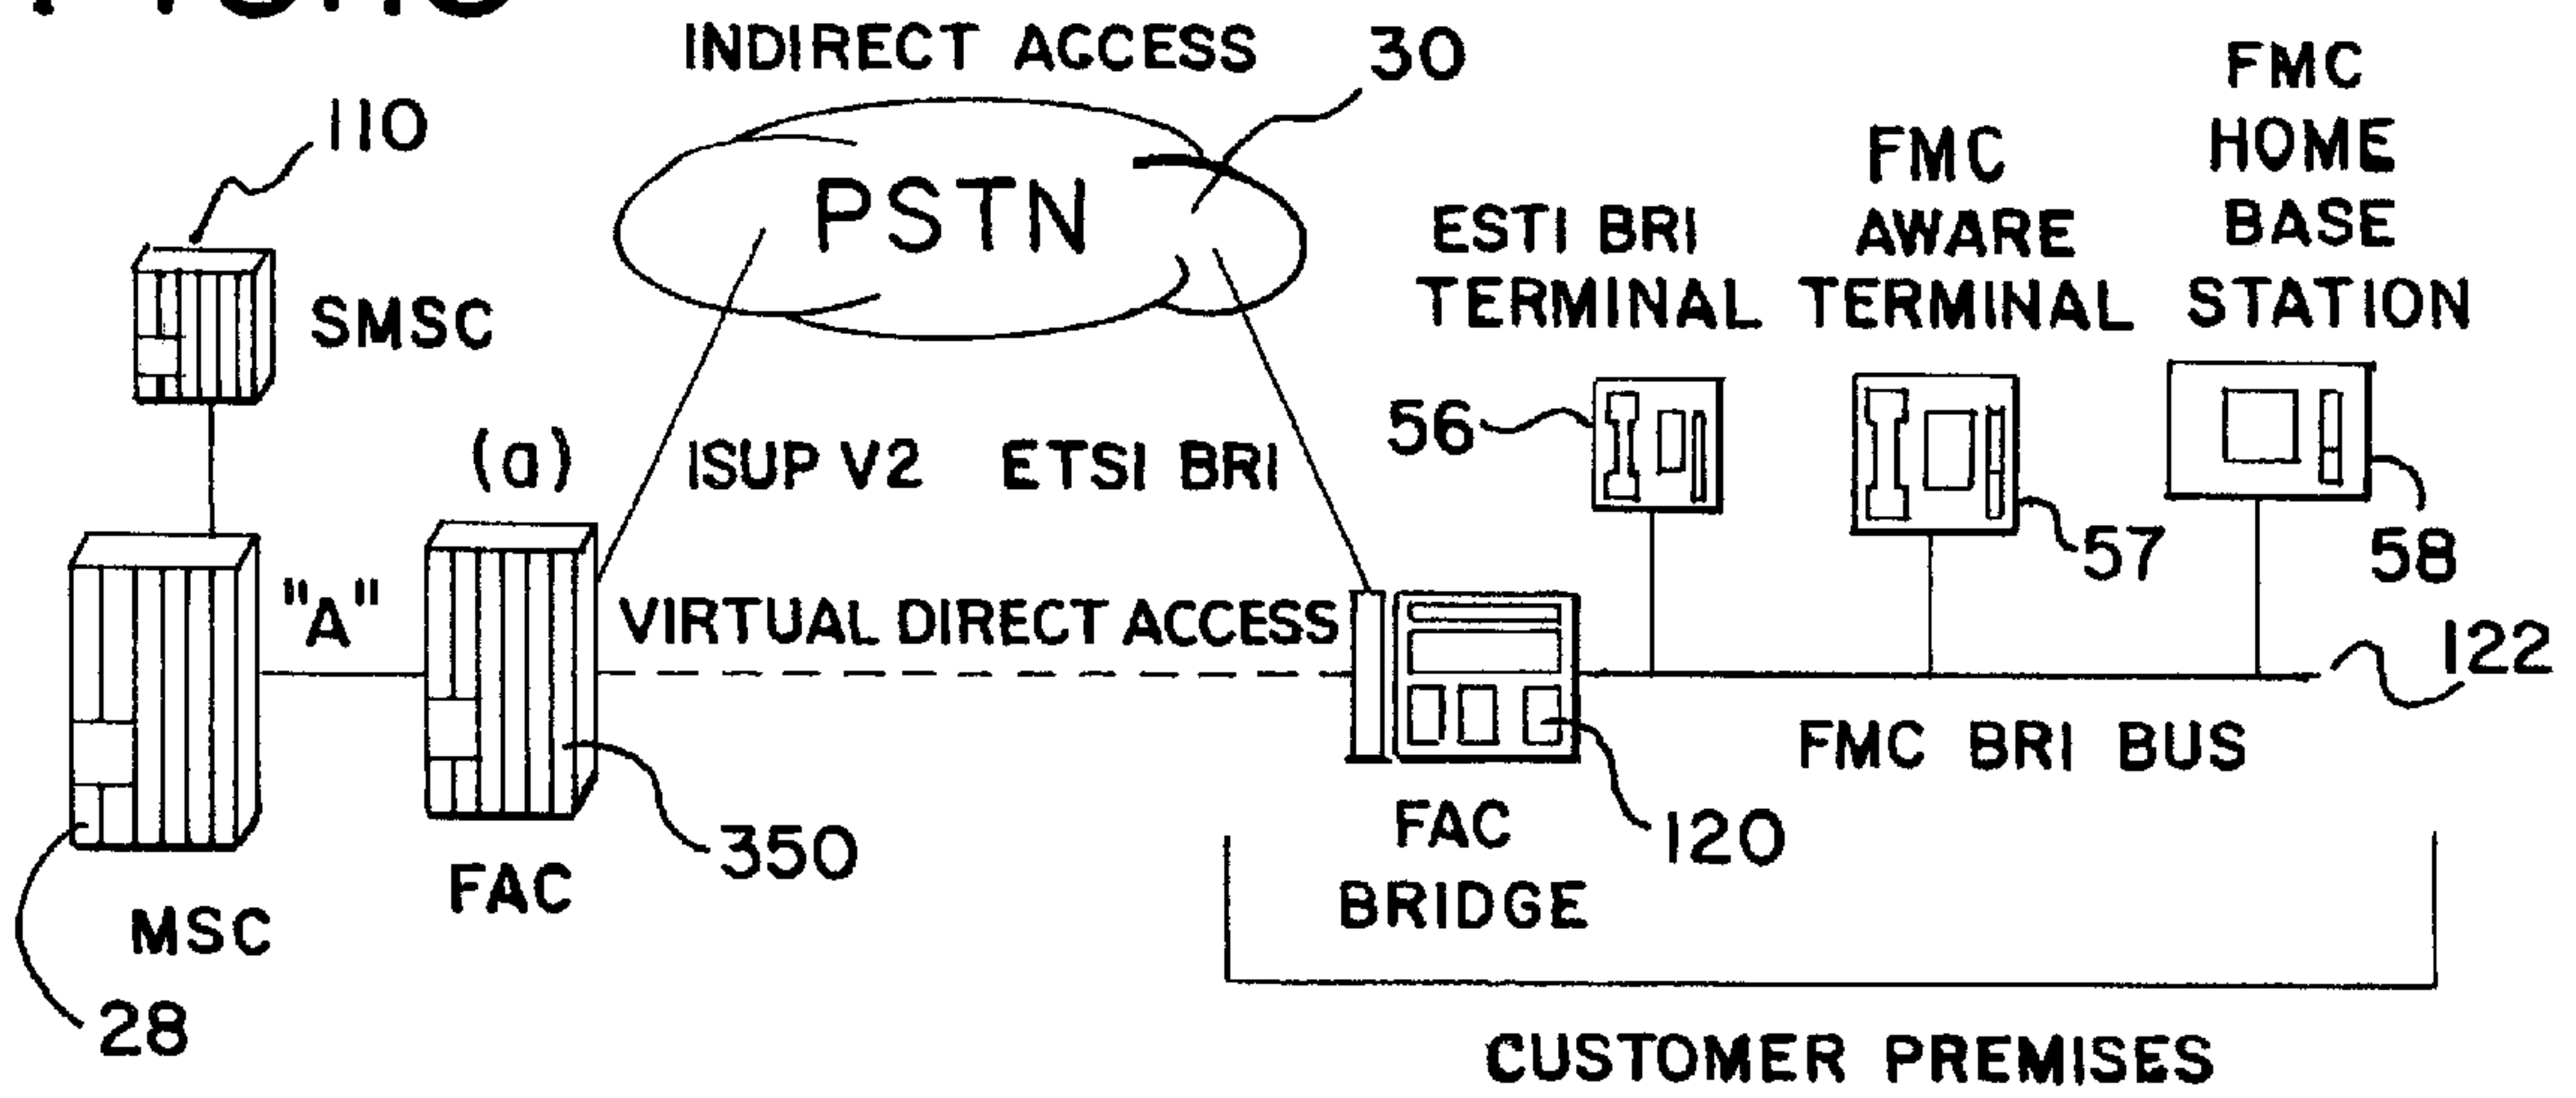 INDIRECT ACCESS
30
110
PSTN
SMSC
FMC
HOME
BASE
STATION
FMC
AWARE
TERMINAL
ESTI BRI
TERMINAL
56
57
58
(a)
ISUP V2
ETSI BRI
"A"
VIRTUAL DIRECT ACCESS
122
FMC BRI BUS
120
FAC
BRIDGE
350
FAC
MSC
28
CUSTOMER PREMISES